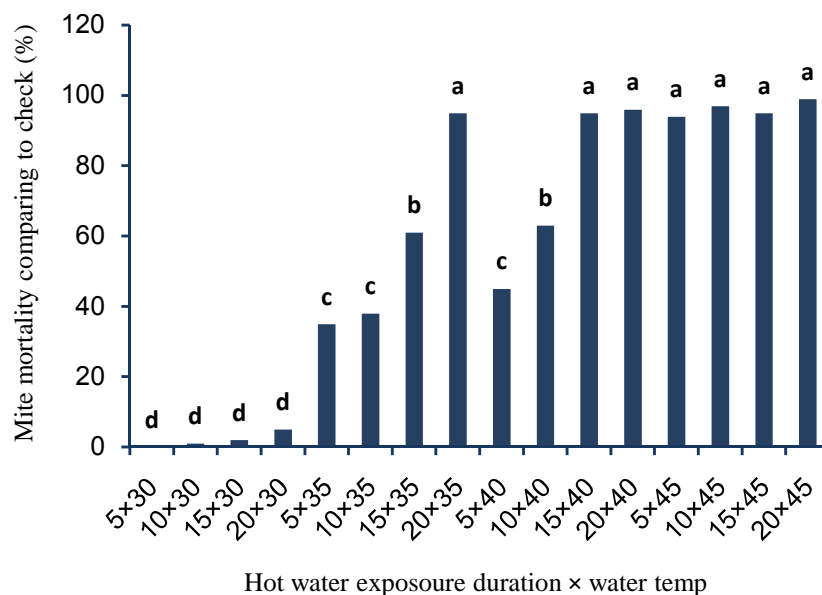 Mite mortality comparing to check (%)
120
100
80
60
40
20
0
d
d
d
d
c
c
b
a
c
b
a
a
a
a
a
a
5×30
10×30
15×30
20×30
5×35
10×35
15×35
20×35
5×40
10×40
15×40
20×40
5×45
10×45
15×45
20×45
Hot water exposoure duration × water temp